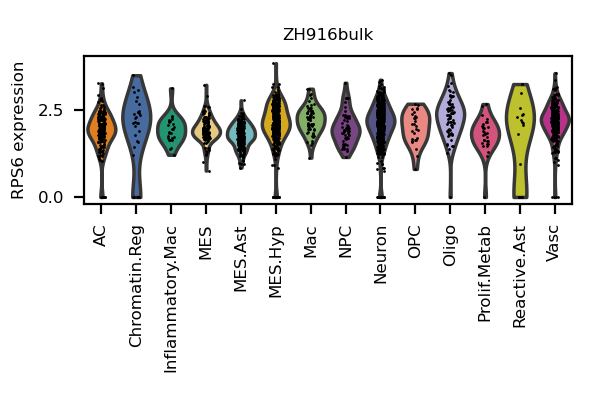 ZH916bulk
RPS6 expression
2.5
0.0
AC
Chromatin.Reg
Inflammatory.Mac
MES
MES.Ast
MES.Hyp
Mac
NPC
Neuron
OPC
Oligo
Prolif.Metab
Reactive.Ast
Vasc